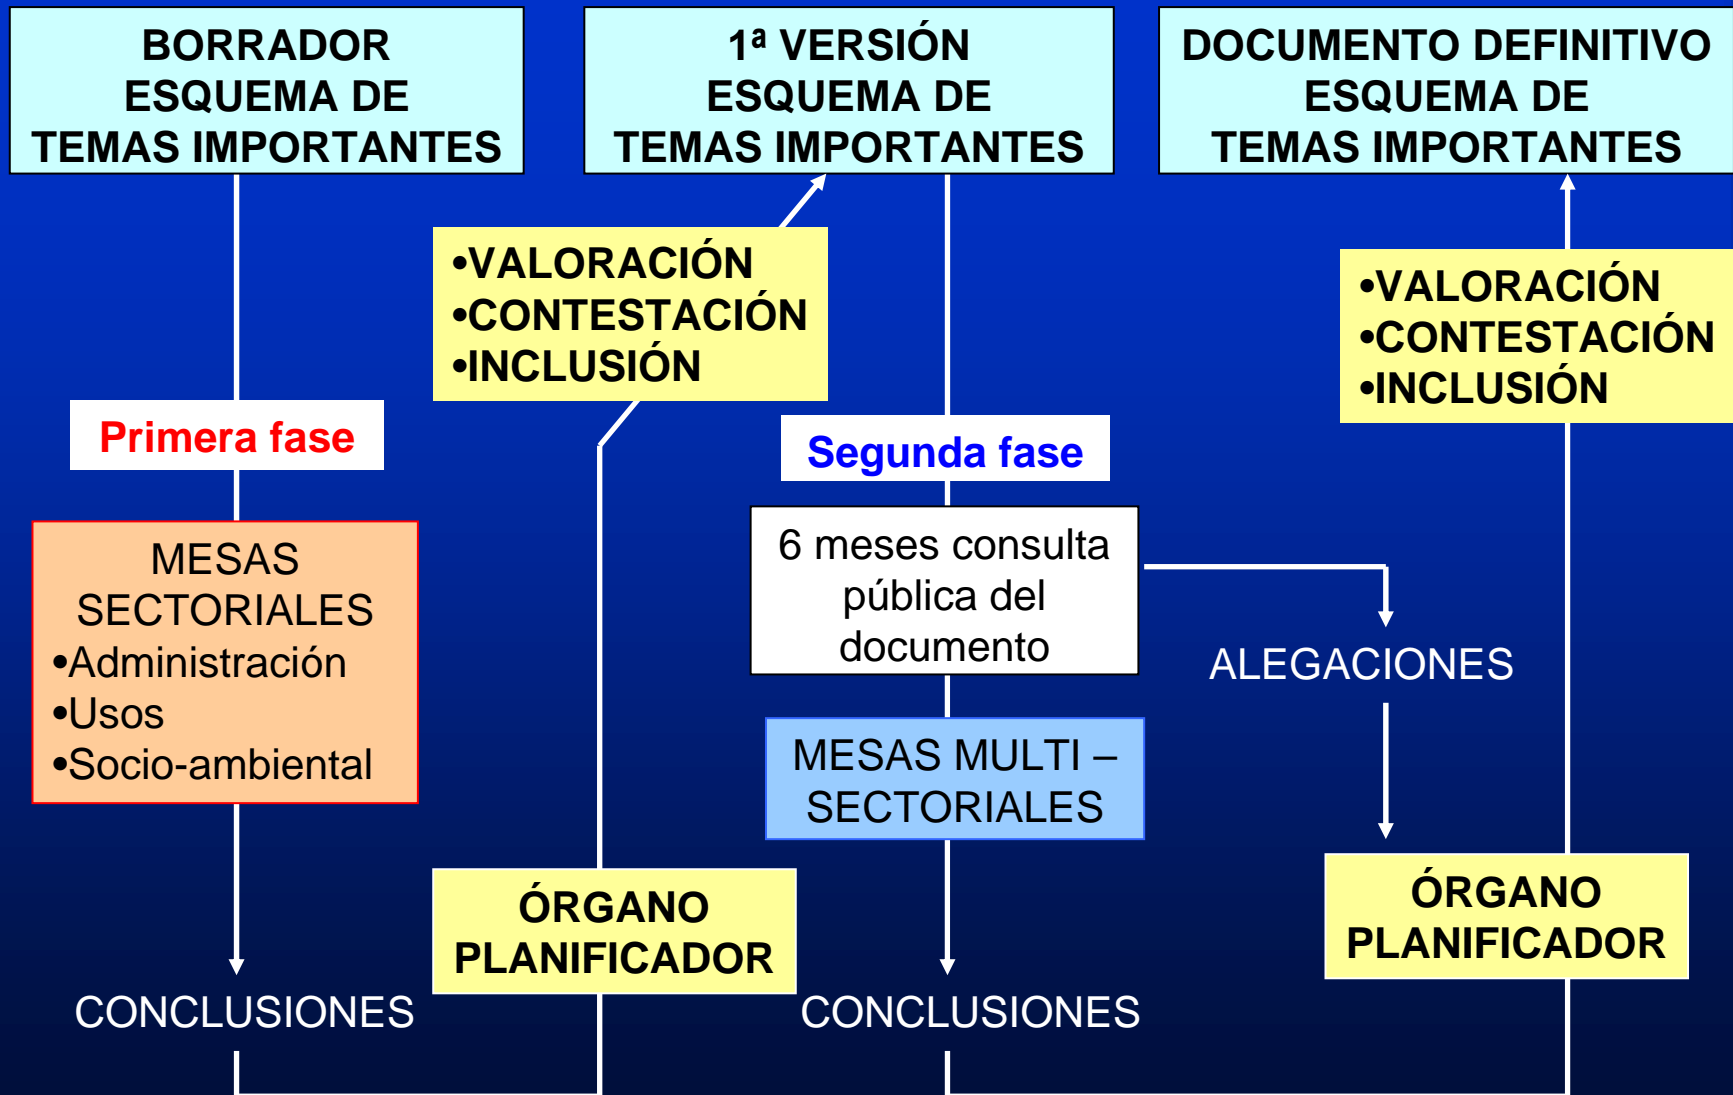 BORRADOR
ESQUEMA DE
TEMAS IMPORTANTES
1ª VERSIÓN
ESQUEMA DE
TEMAS IMPORTANTES
DOCUMENTO DEFINITIVO
ESQUEMA DE
TEMAS IMPORTANTES
•VALORACIÓN
•CONTESTACIÓN
•INCLUSIÓN
•VALORACIÓN
•CONTESTACIÓN
•INCLUSIÓN
Primera fase
Segunda fase
MESAS
SECTORIALES
•Administración
•Usos
•Socio-ambiental
6 meses consulta
pública del
documento
ALEGACIONES
MESAS MULTI –
SECTORIALES
ÓRGANO
PLANIFICADOR
ÓRGANO
PLANIFICADOR
CONCLUSIONES
CONCLUSIONES